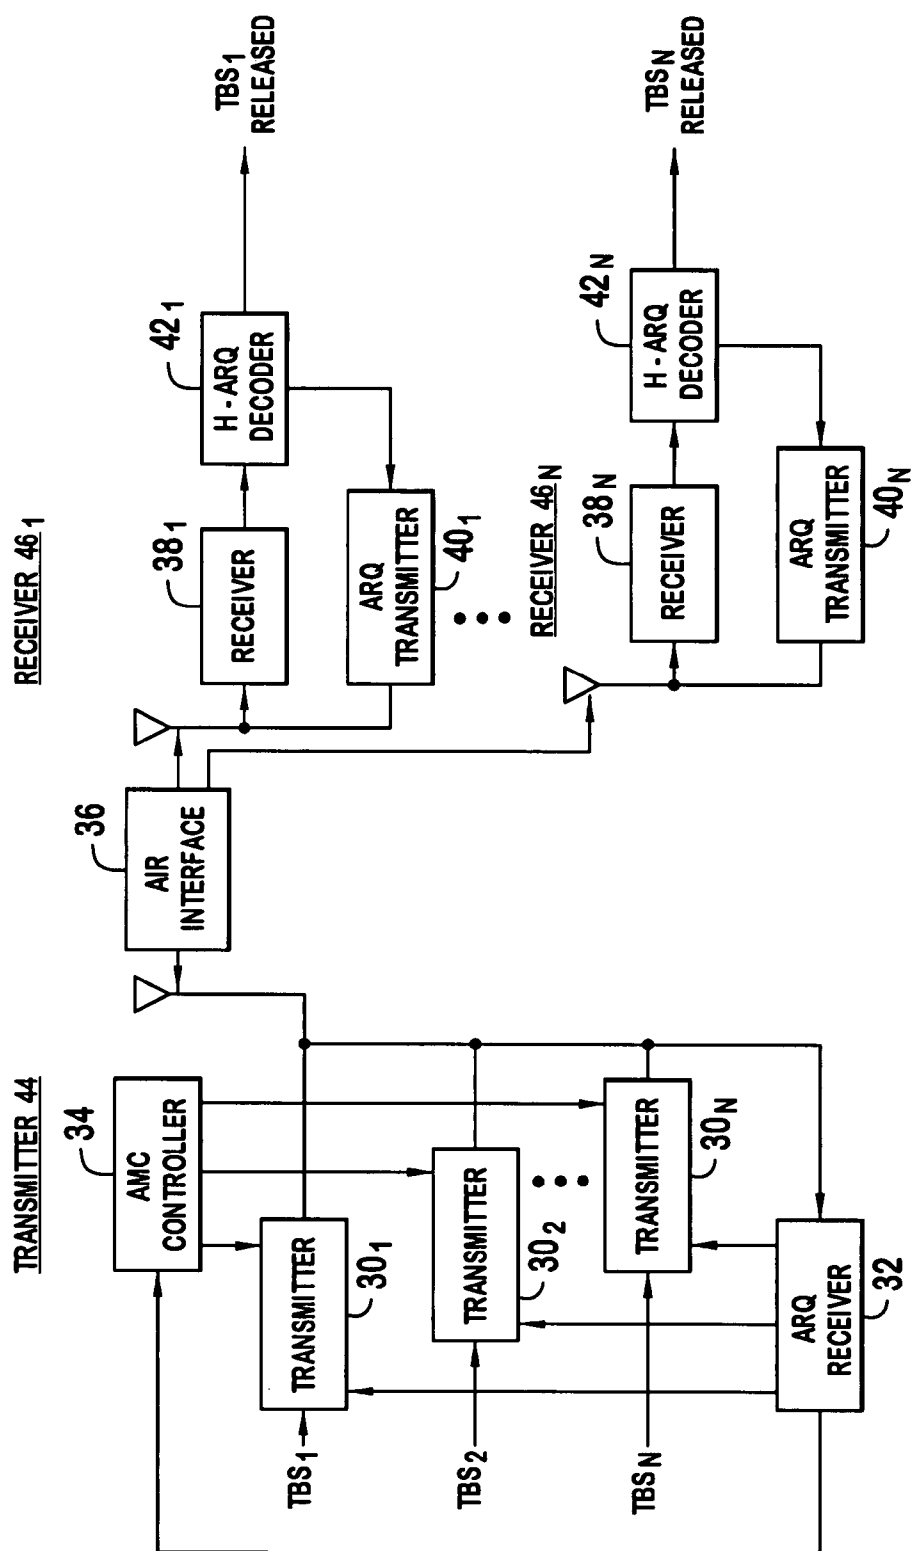 TRANSMITTER 44
34
AMC
CONTROLLER
TRANSMITTER
30₁
TRANSMITTER
30₂
TRANSMITTER
30N
ARQ
RECEIVER
32
TBS₁
TBS₂
TBSN
36
AIR
INTERFACE
RECEIVER 46₁
38₁
RECEIVER
42₁
H-ARQ
DECODER
ARQ
TRANSMITTER
40₁
TBS₁
RELEASED
RECEIVER 46N
38N
RECEIVER
42N
H-ARQ
DECODER
ARQ
TRANSMITTER
40N
TBSN
RELEASED